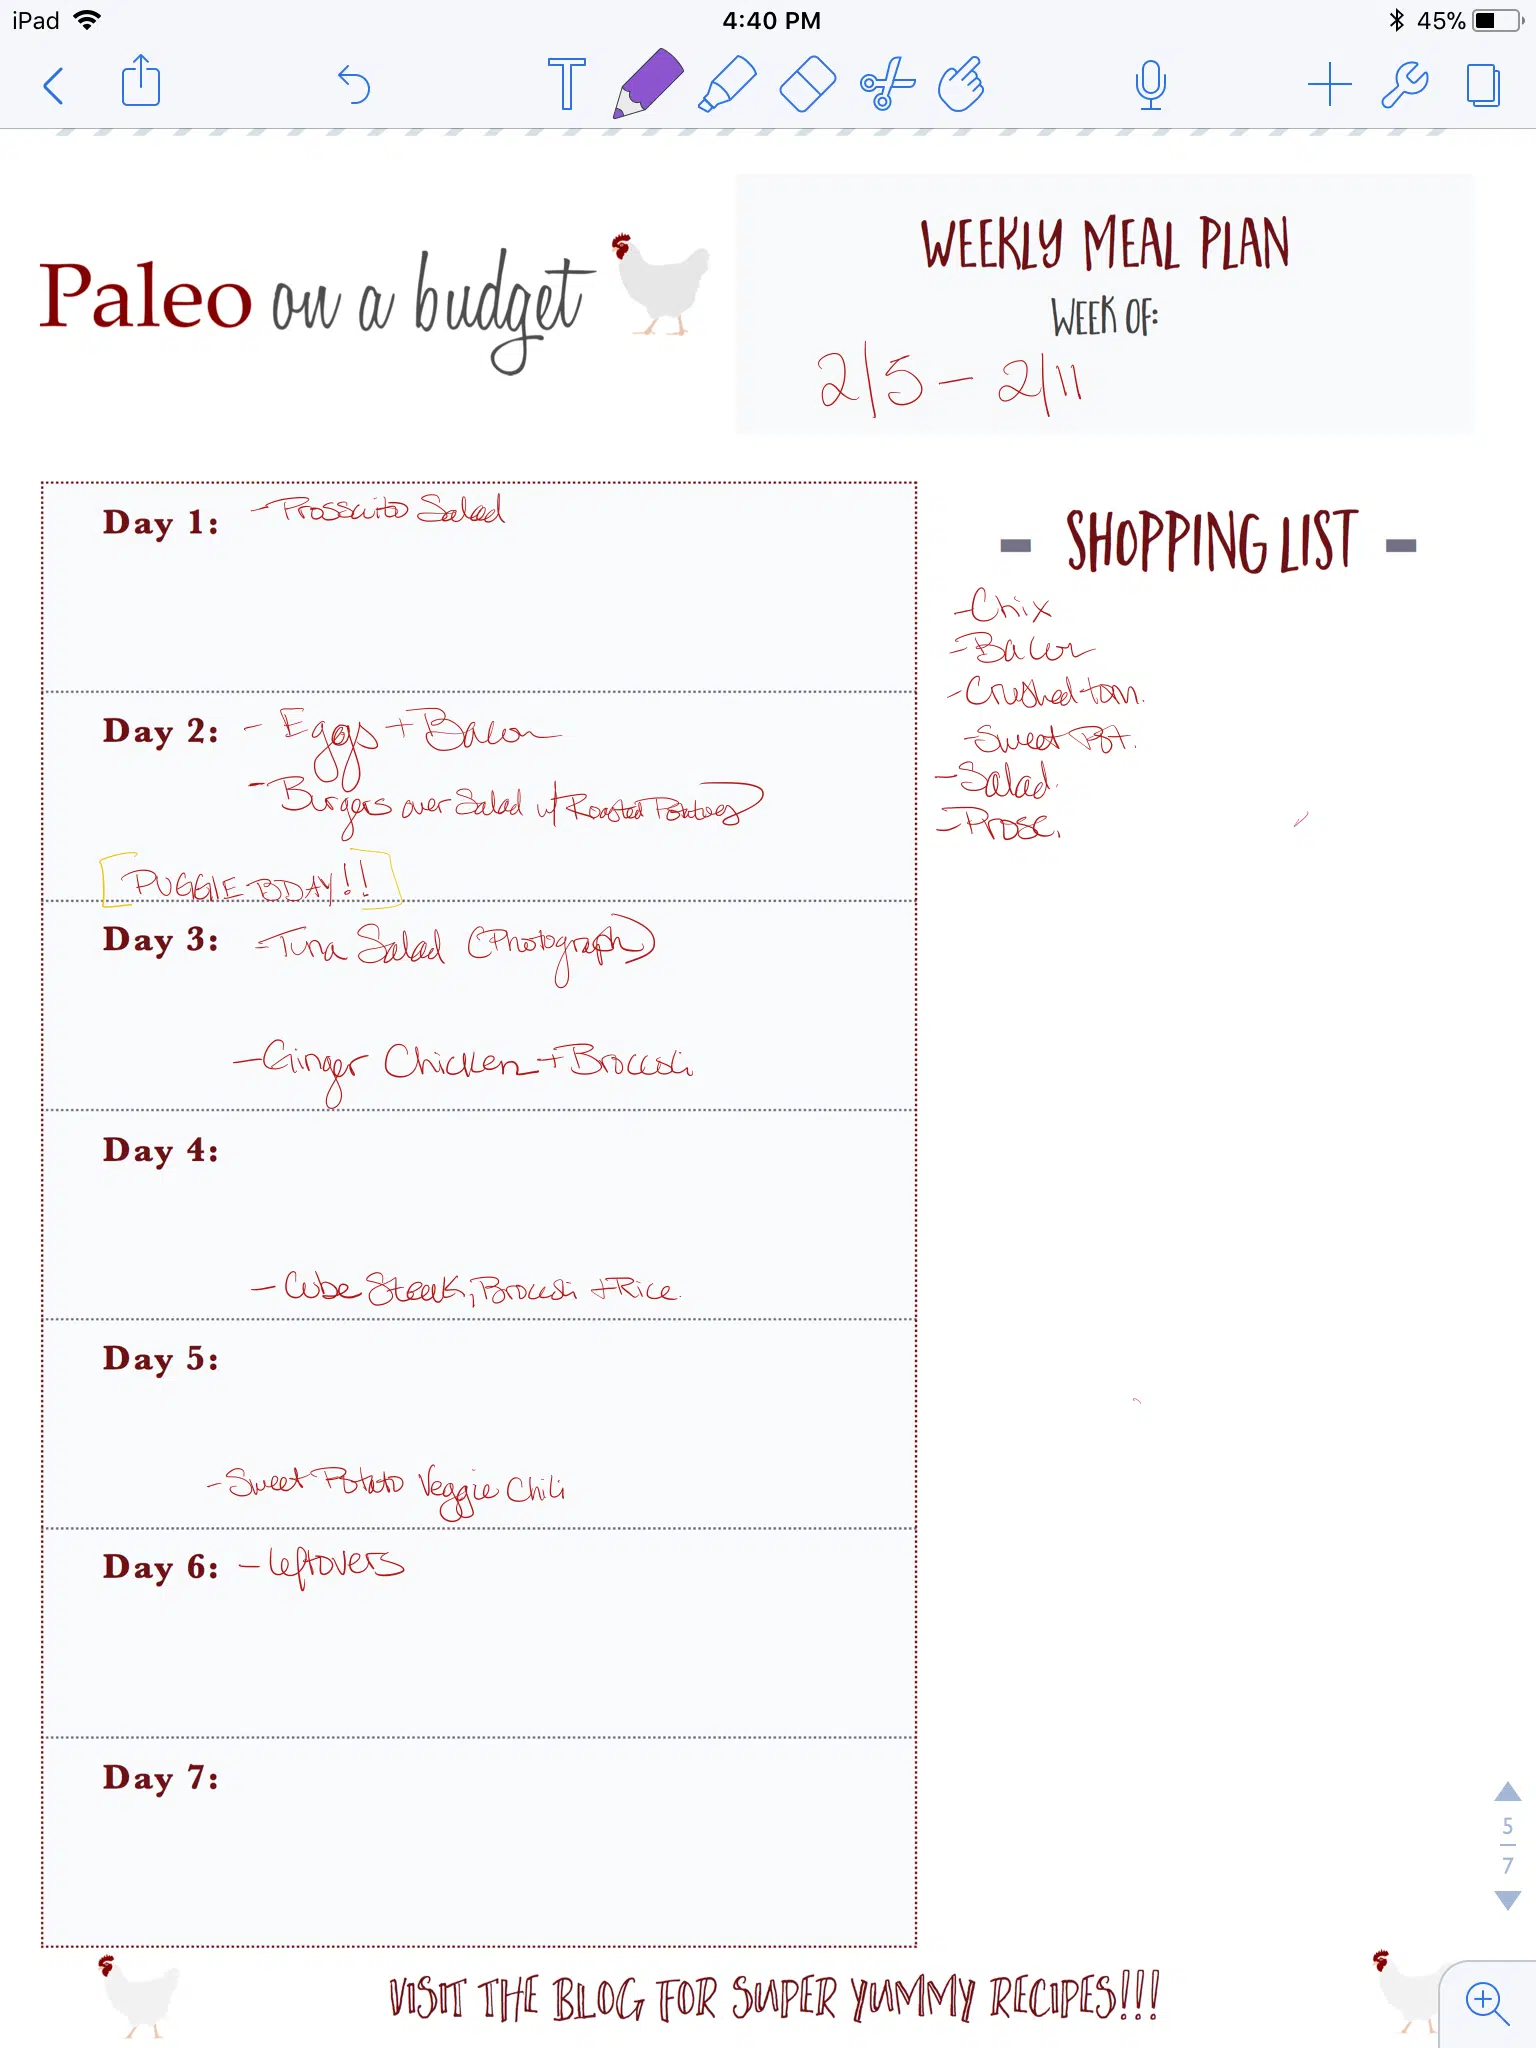 iPad 4:40 PM 45%
T
Paleo on a budget
WEEKLY MEAL PLAN
WEEK OF:
2/5 - 2/11
Day 1: - Prosscuito Salad
Day 2: - Eggs + Bacon
- Burgers over Salad w/ Roasted Potatoes
PUGGIE BDAY!!
Day 3: - Tuna Salad (Photograph)
- Ginger Chicken + Broccoli
Day 4:
- Cube Steak, Broccoli + Rice.
Day 5:
- Sweet Potato Veggie Chili
Day 6: - Leftovers
Day 7:
- SHOPPING LIST -
- Chix
- Bacon
- Crushed tom.
- Sweet Pot.
- Salad.
- Prosc.
5
7
VISIT THE BLOG FOR SUPER YUMMY RECIPES!!!